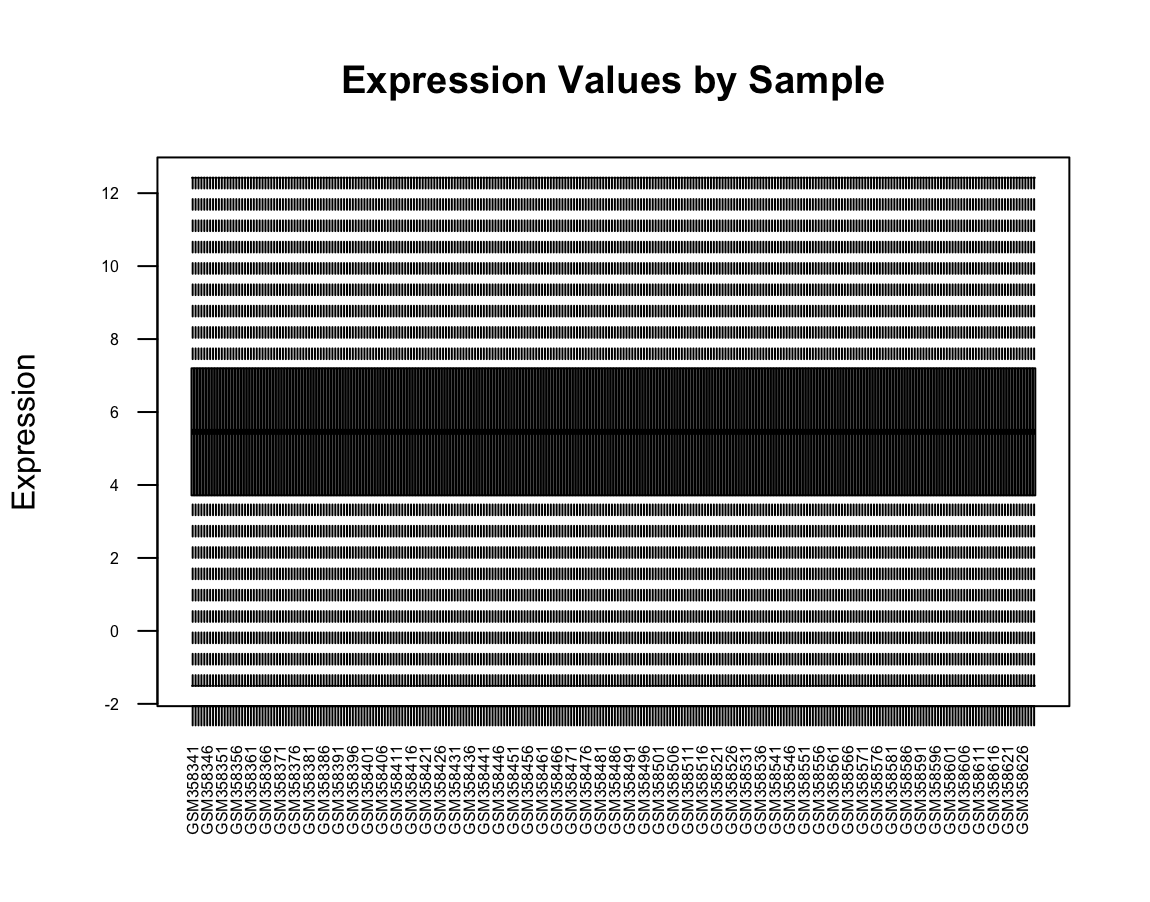 Expression Values by Sample
Expression
12
10
8
6
4
2
0
-2
GSM358341
GSM358346
GSM358351
GSM358356
GSM358361
GSM358366
GSM358371
GSM358376
GSM358381
GSM358386
GSM358391
GSM358396
GSM358401
GSM358406
GSM358411
GSM358416
GSM358421
GSM358426
GSM358431
GSM358436
GSM358441
GSM358446
GSM358451
GSM358456
GSM358461
GSM358466
GSM358471
GSM358476
GSM358481
GSM358486
GSM358491
GSM358496
GSM358501
GSM358506
GSM358511
GSM358516
GSM358521
GSM358526
GSM358531
GSM358536
GSM358541
GSM358546
GSM358551
GSM358556
GSM358561
GSM358566
GSM358571
GSM358576
GSM358581
GSM358586
GSM358591
GSM358596
GSM358601
GSM358606
GSM358611
GSM358616
GSM358621
GSM358626